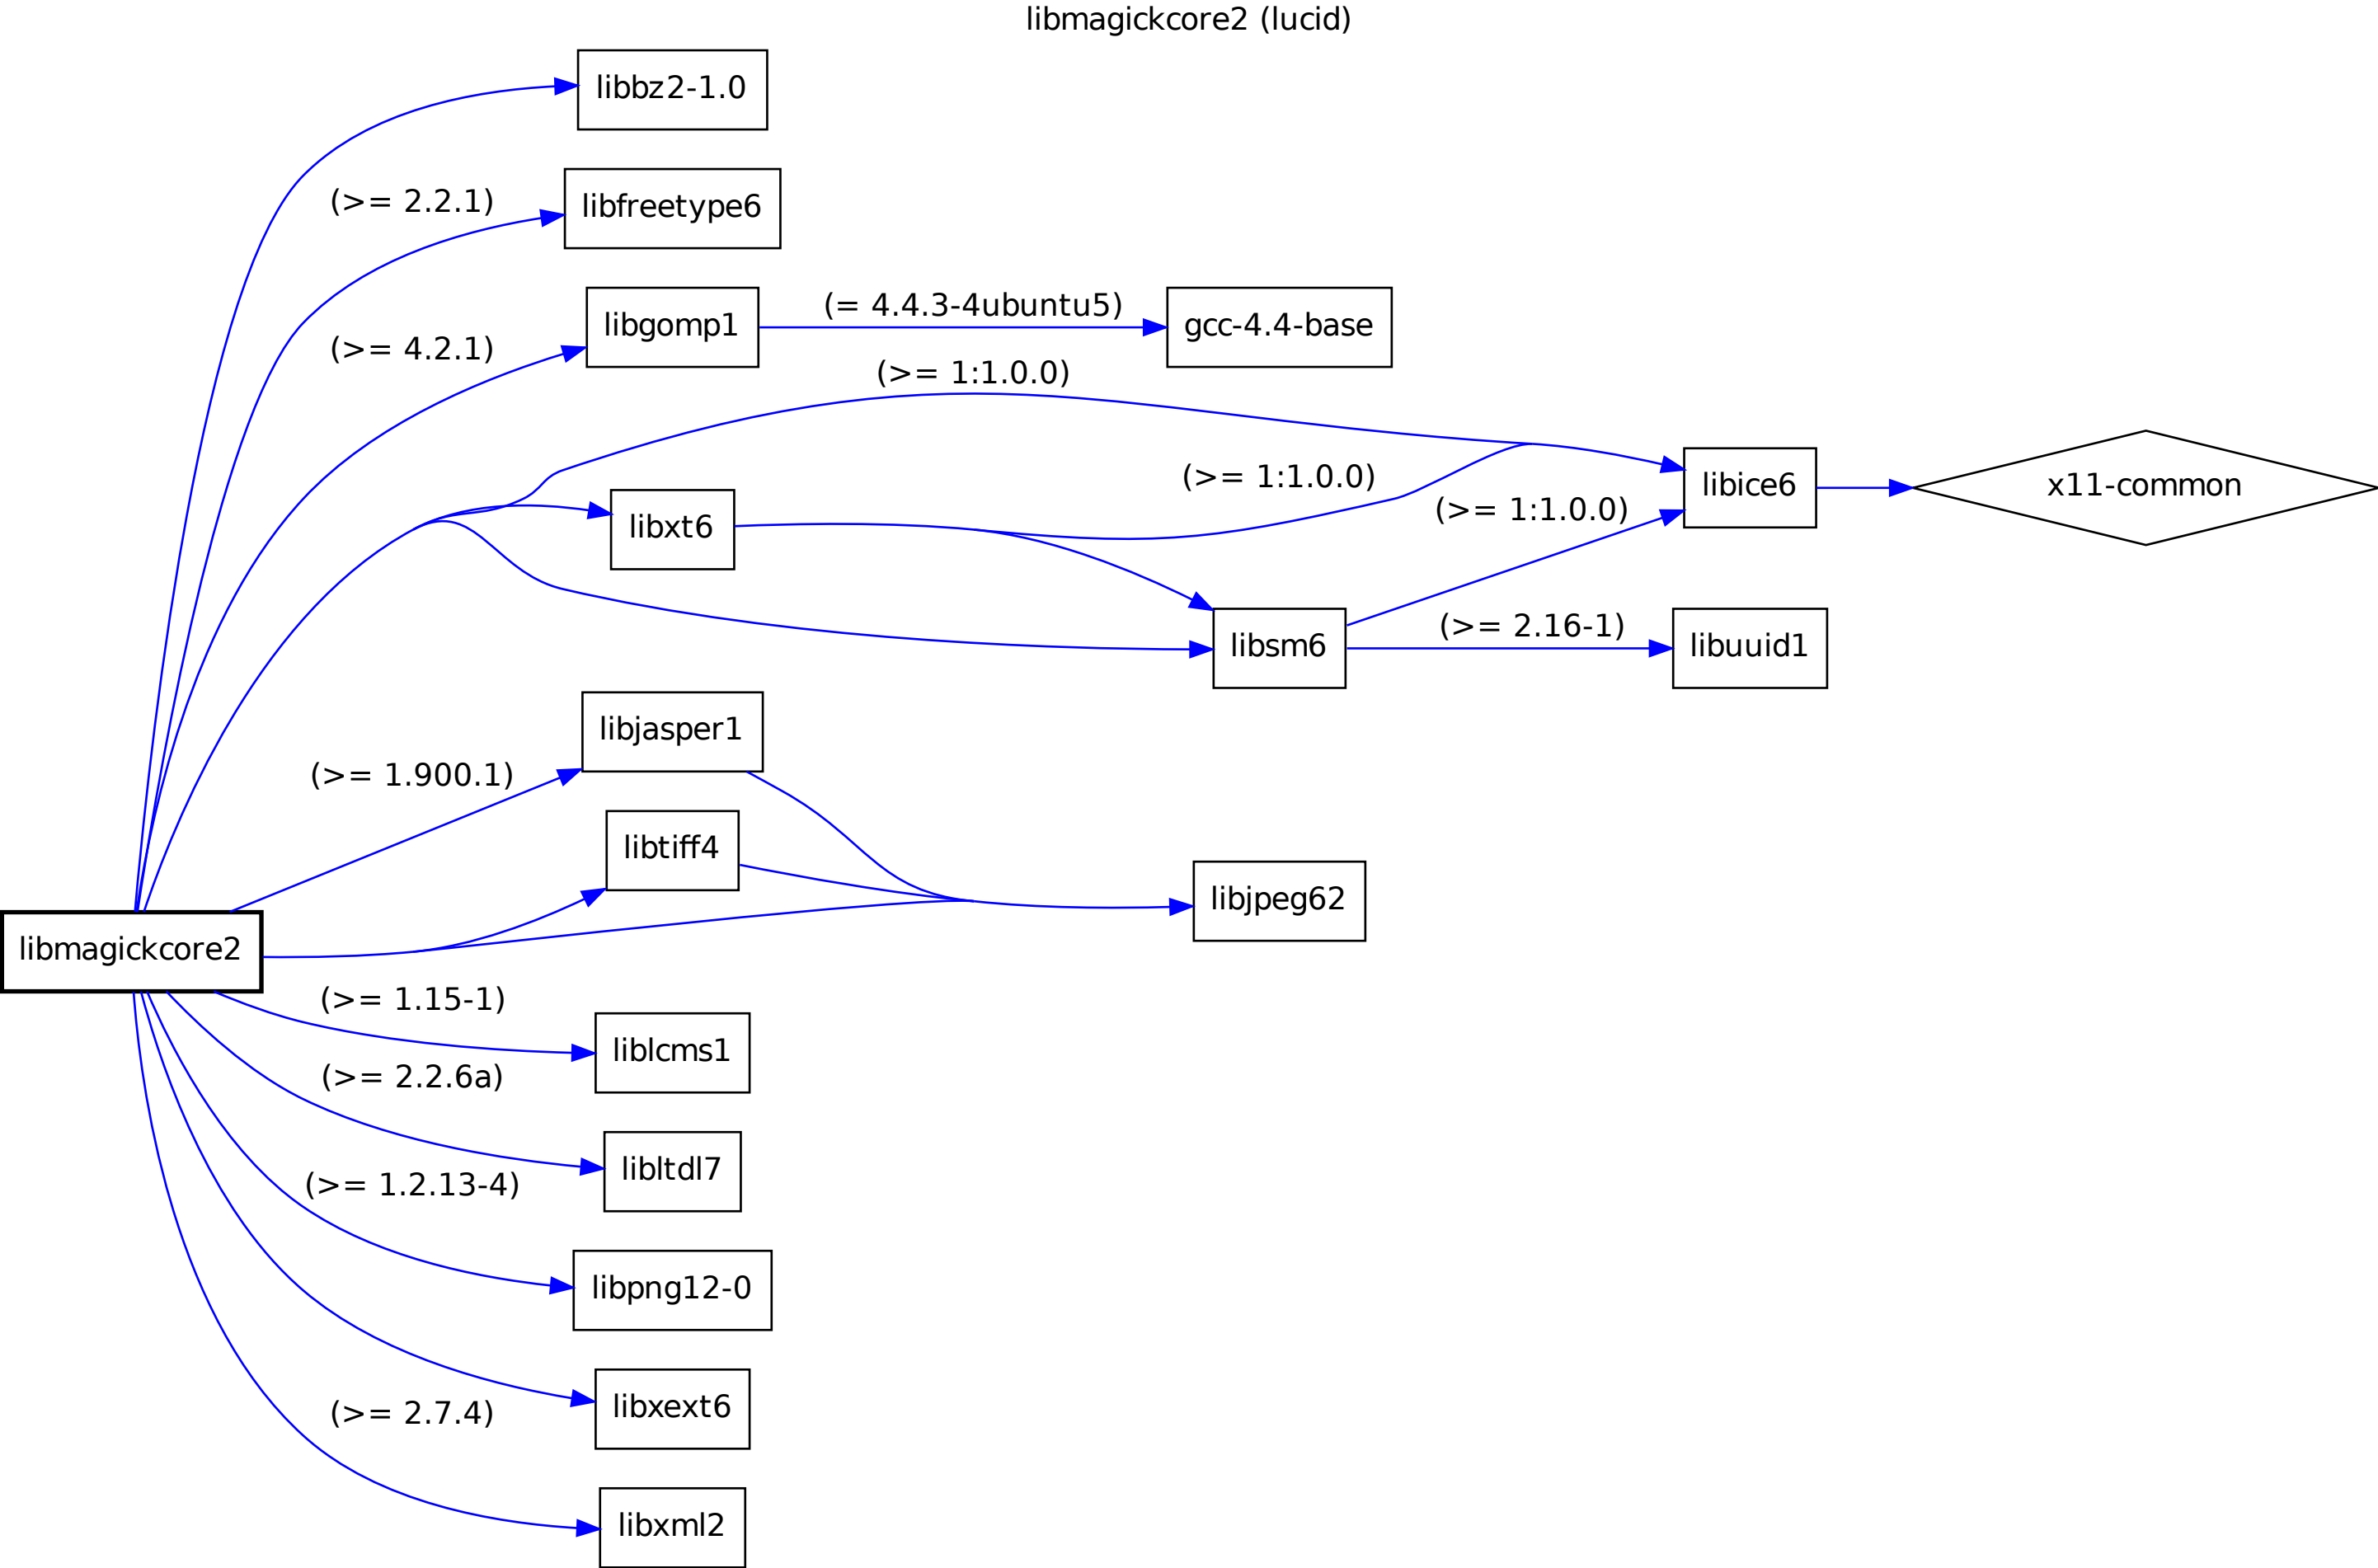 libmagickcore2 (lucid)
libbz2-1.0
(>= 2.2.1)
libfreetype6
(>= 4.2.1)
libgomp1
(= 4.4.3-4ubuntu5)
gcc-4.4-base
(>= 1:1.0.0)
(>= 1:1.0.0)
(>= 1:1.0.0)
libice6
x11-common
libxt6
libsm6
(>= 2.16-1)
libuuid1
libjasper1
(>= 1.900.1)
libtiff4
libjpeg62
libmagickcore2
(>= 1.15-1)
liblcms1
(>= 2.2.6a)
libltdl7
(>= 1.2.13-4)
libpng12-0
libxext6
(>= 2.7.4)
libxml2